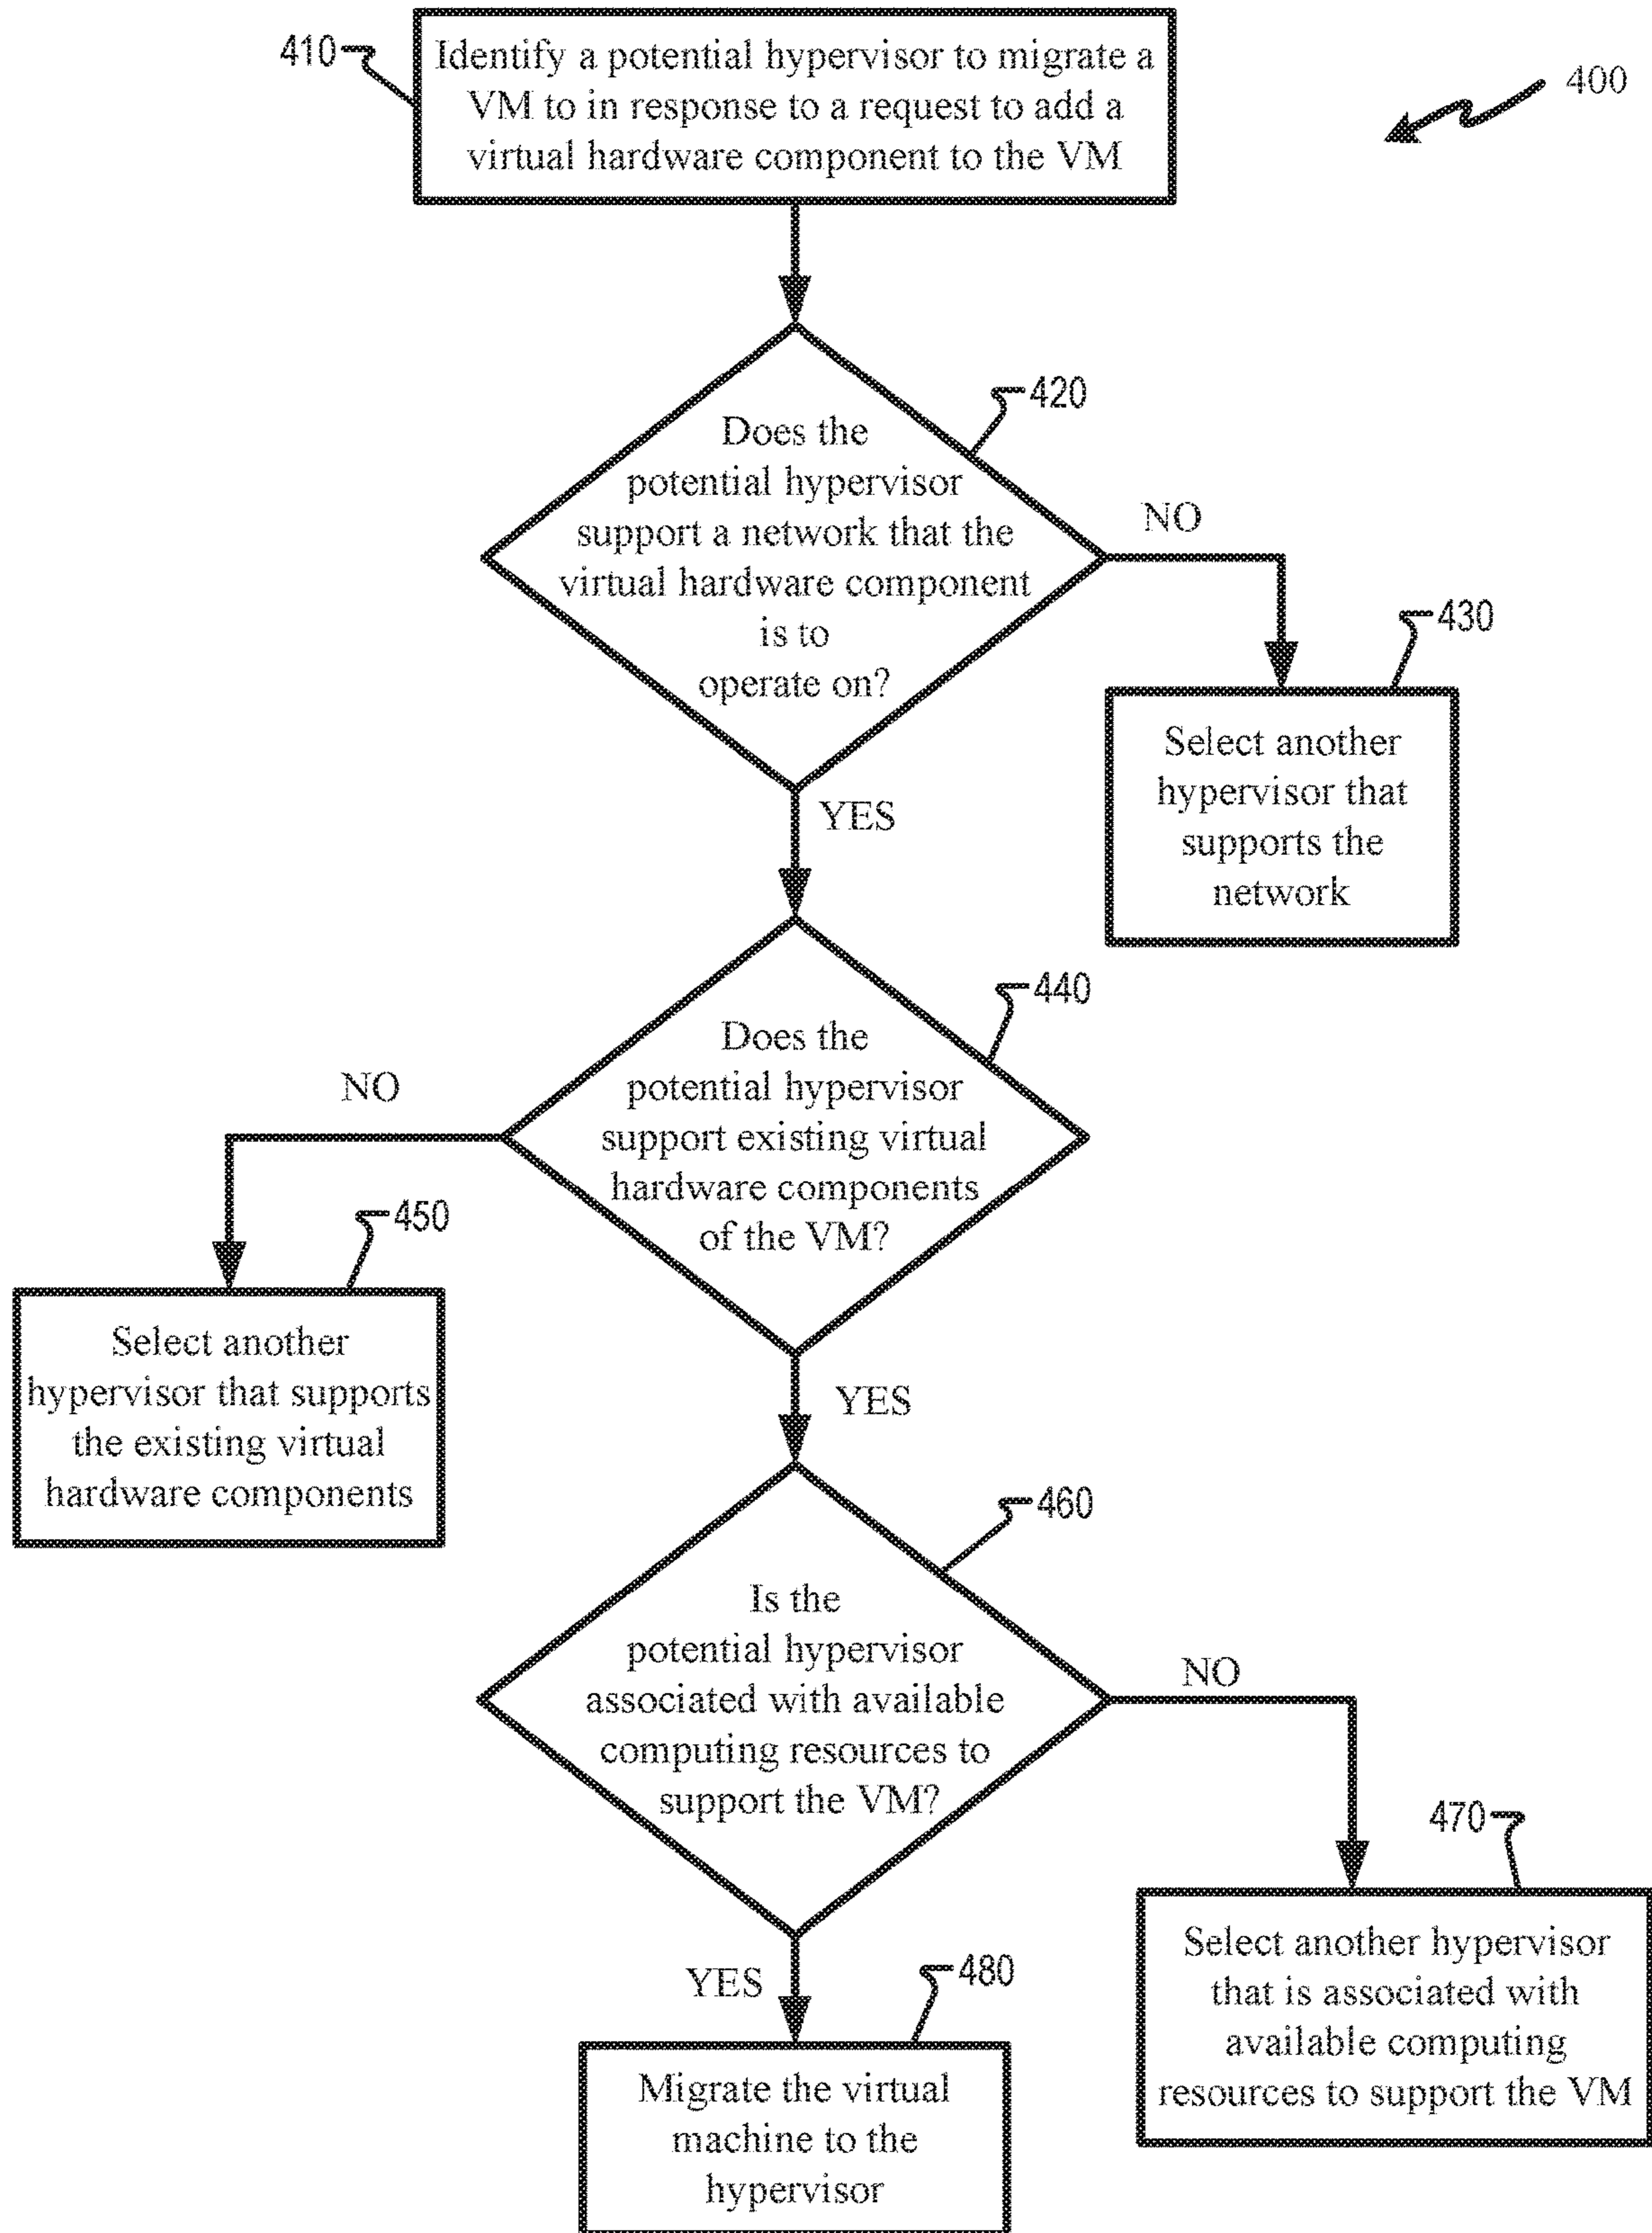 410
Identify a potential hypervisor to migrate a
VM to in response to a request to add a
virtual hardware component to the VM
400
420
Does the
potential hypervisor
support a network that the
virtual hardware component
is to
operate on?
NO
430
Select another
hypervisor that
supports the
network
YES
440
Does the
potential hypervisor
support existing virtual
hardware components
of the VM?
NO
450
Select another
hypervisor that supports
the existing virtual
hardware components
YES
460
Is the
potential hypervisor
associated with available
computing resources to
support the VM?
NO
470
Select another hypervisor
that is associated with
available computing
resources to support the VM
YES
480
Migrate the virtual
machine to the
hypervisor